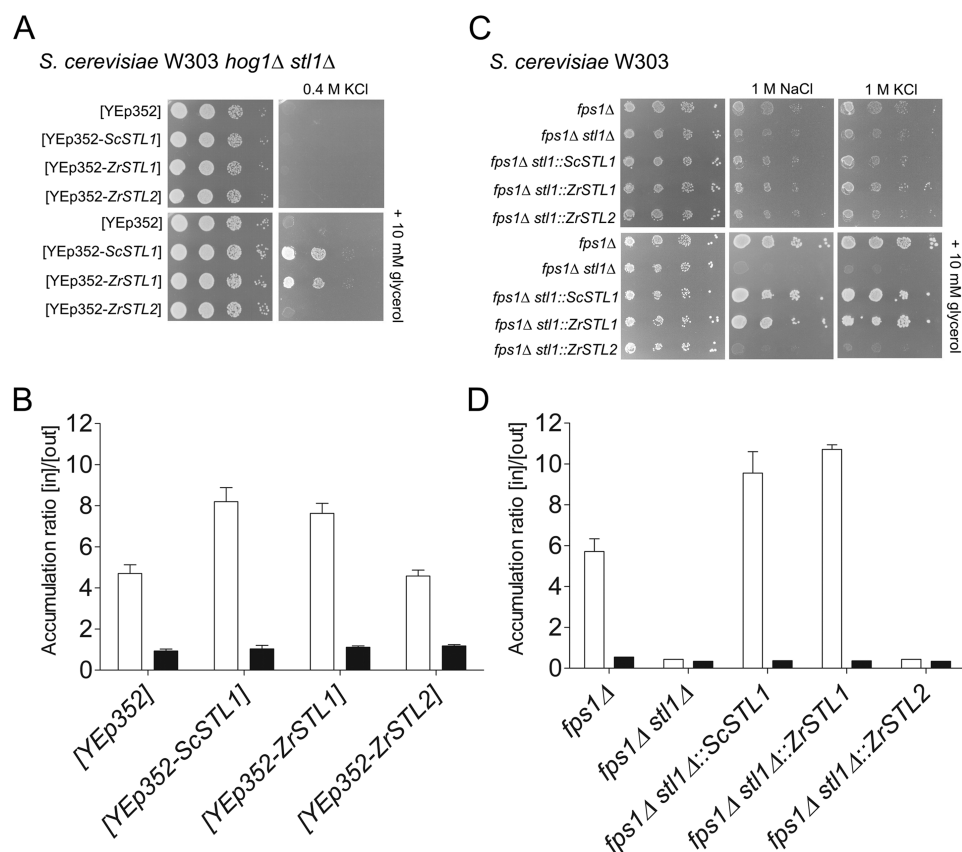 A
S. cerevisiae W303 hog1Δ stl1Δ
0.4 M KCl
[YEp352]
[YEp352-ScSTL1]
[YEp352-ZrSTL1]
[YEp352-ZrSTL2]
[YEp352]
[YEp352-ScSTL1]
[YEp352-ZrSTL1]
[YEp352-ZrSTL2]
+ 10 mM glycerol
C
S. cerevisiae W303
1 M NaCl
1 M KCl
fps1Δ
fps1Δ stl1Δ
fps1Δ stl1::ScSTL1
fps1Δ stl1::ZrSTL1
fps1Δ stl1::ZrSTL2
fps1Δ
fps1Δ stl1Δ
fps1Δ stl1::ScSTL1
fps1Δ stl1::ZrSTL1
fps1Δ stl1::ZrSTL2
+ 10 mM glycerol
B
Accumulation ratio [in]/[out]
12
10
8
6
4
2
0
[YEp352]
[YEp352-ScSTL1]
[YEp352-ZrSTL1]
[YEp352-ZrSTL2]
D
Accumulation ratio [in]/[out]
12
10
8
6
4
2
0
fps1Δ
fps1Δ stl1Δ
fps1Δ stl1Δ::ScSTL1
fps1Δ stl1Δ::ZrSTL1
fps1Δ stl1Δ::ZrSTL2